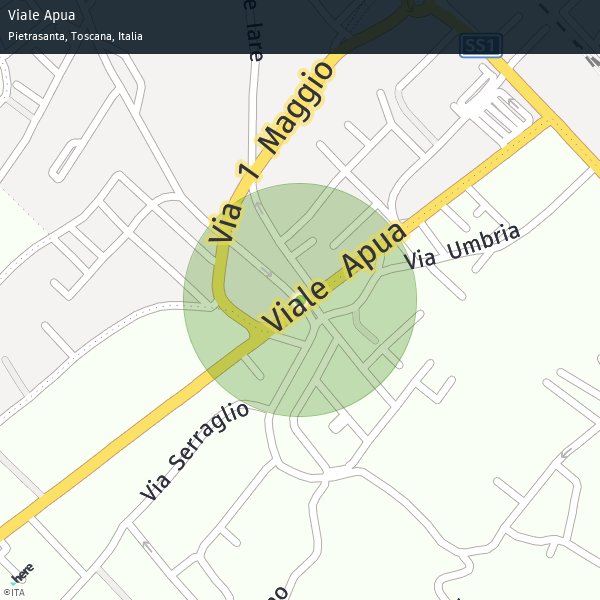 Viale Apua
Pietrasanta, Toscana, Italia
SS1
Via 1 Maggio
Viale Apua
Via Umbria
Via Serraglio
here
©ITA